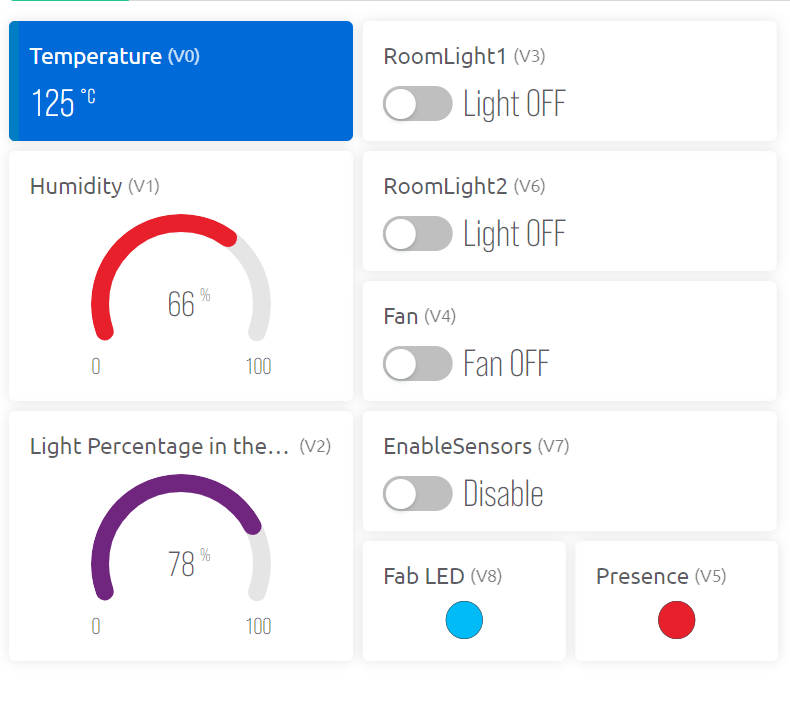 Temperature (V0)
125 °C
RoomLight1 (V3)
Light OFF
Humidity (V1)
66 %
0
100
RoomLight2 (V6)
Light OFF
Fan (V4)
Fan OFF
Light Percentage in the... (V2)
78 %
0
100
EnableSensors (V7)
Disable
Fab LED (V8)
Presence (V5)